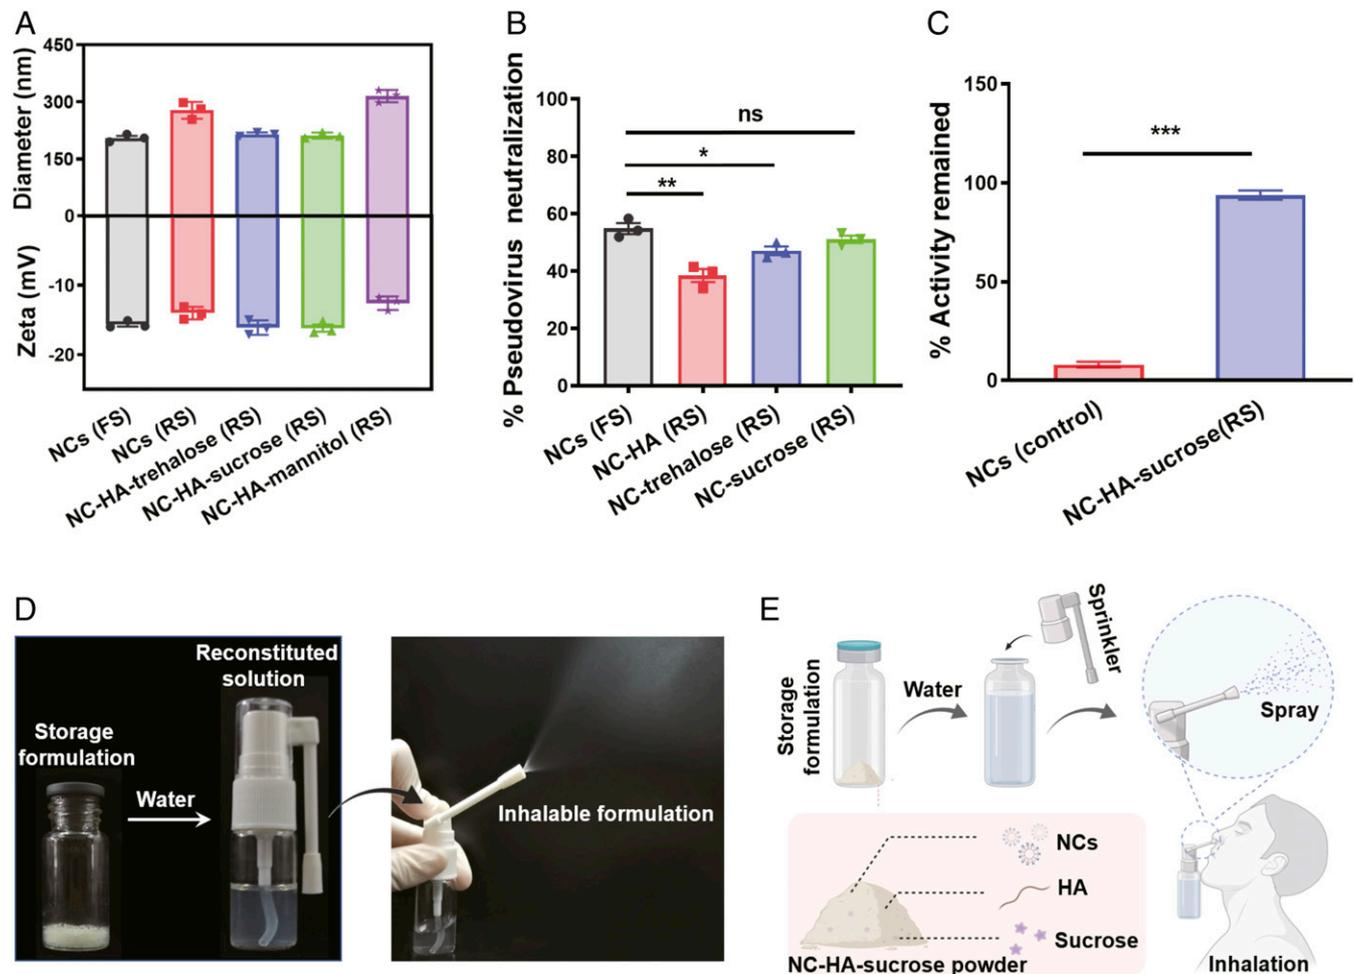 A
Diameter (nm)
Zeta (mV)
450
300
150
0
-10
-20
NCs (FS)
NCs (RS)
NC-HA-trehalose (RS)
NC-HA-sucrose (RS)
NC-HA-mannitol (RS)
B
% Pseudovirus neutralization
100
80
60
40
20
0
ns
*
**
NCs (FS)
NC-HA (RS)
NC-trehalose (RS)
NC-sucrose (RS)
C
% Activity remained
150
100
50
0
***
NCs (control)
NC-HA-sucrose(RS)
D
Storage
formulation
Water
Reconstituted
solution
Inhalable formulation
E
Storage
formulation
Water
Sprinkler
Spray
NCs
HA
Sucrose
NC-HA-sucrose powder
Inhalation